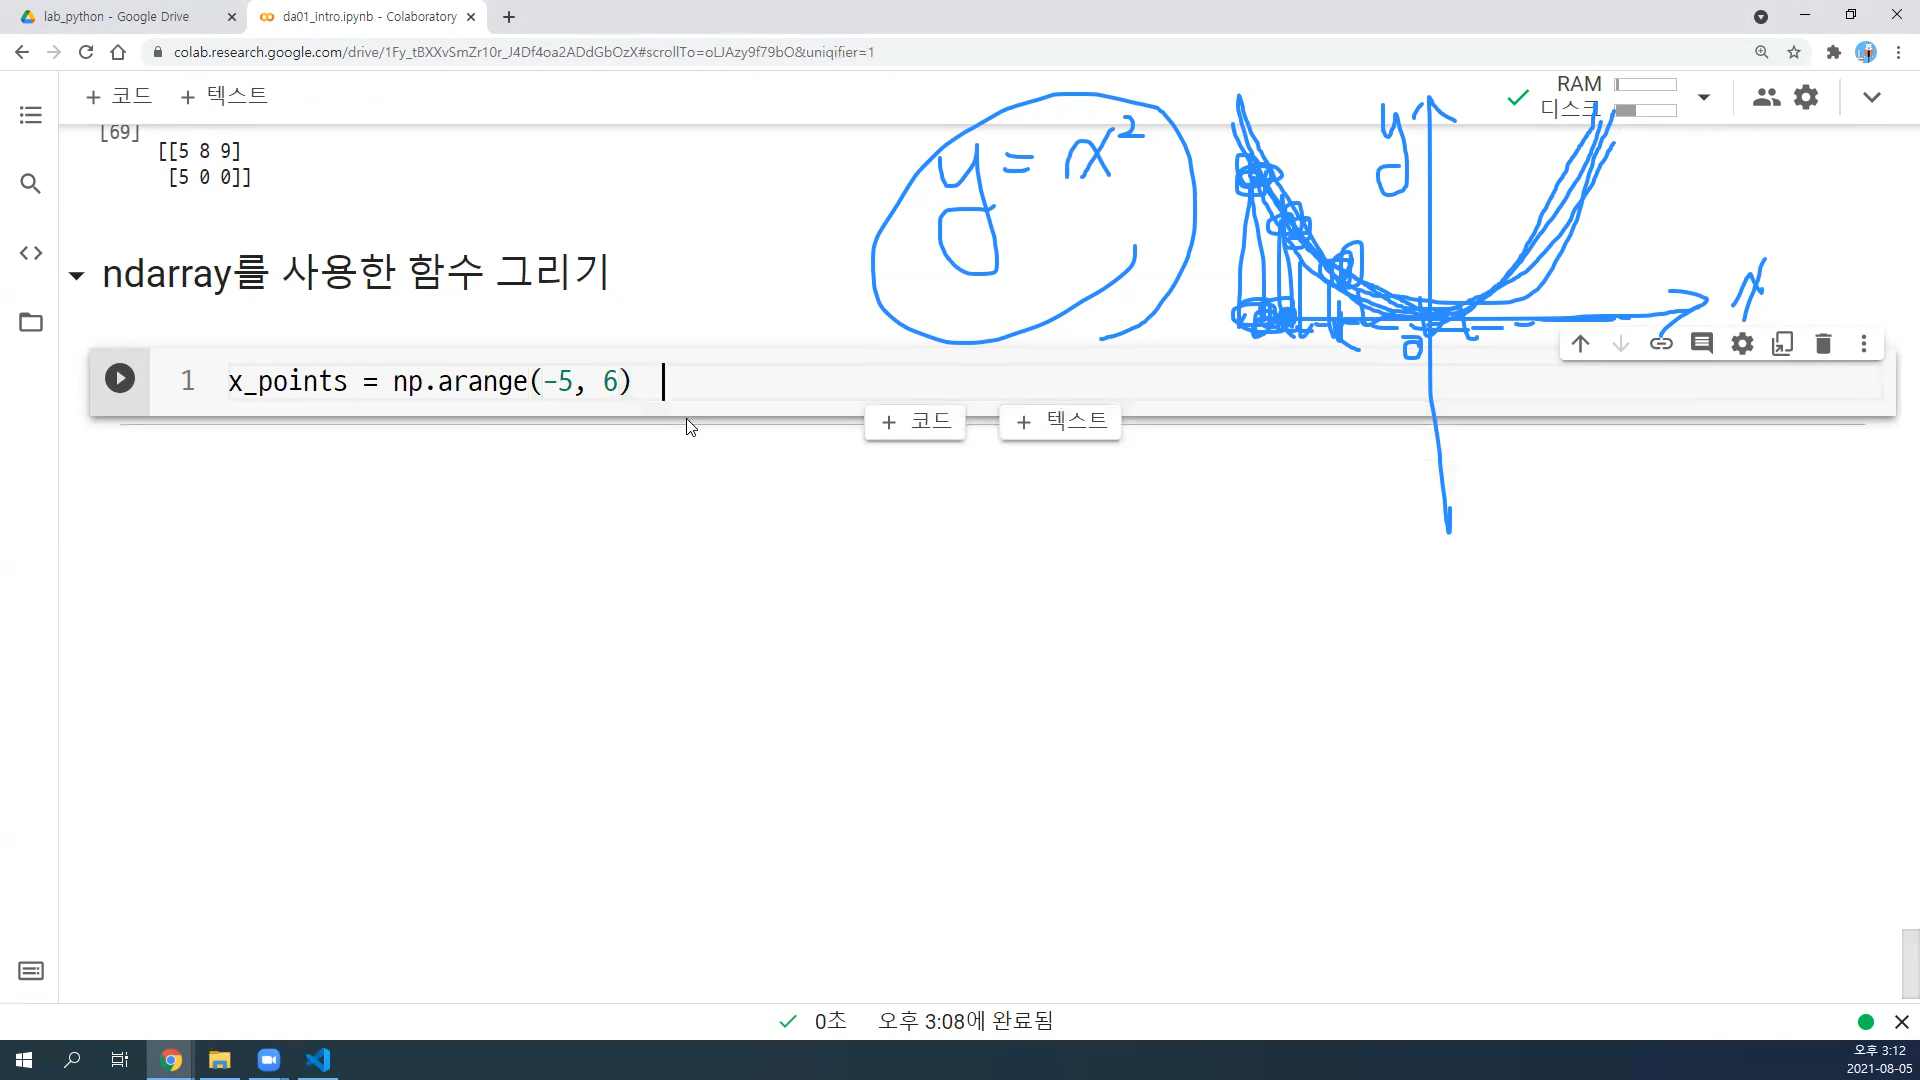 lab_python - Google Drive
da01_intro.ipynb - Colaboratory
colab.research.google.com/drive/1Fy_tBXXvSmZr10r_J4Df4oa2ADdGbOzX#scrollTo=oLJAzy9f79bO&uniqifier=1
+ 코드 + 텍스트
RAM
디스크
[69]
[[5 8 9]
[5 0 0]]
y = x²
y
x
0
ndarray를 사용한 함수 그리기
1 x_points = np.arange(-5, 6)
+ 코드 + 텍스트
0초 오후 3:08에 완료됨
오후 3:12
2021-08-05